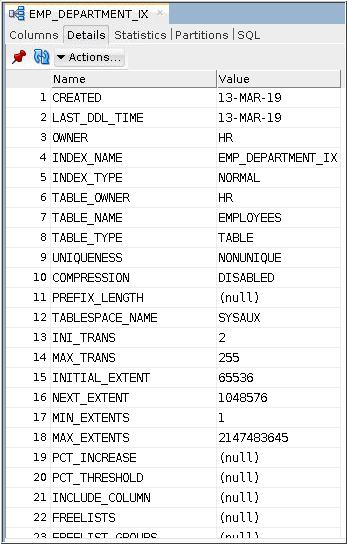 EMP_DEPARTMENT_IX
Columns Details Statistics Partitions SQL
Actions...
Name Value
1 CREATED 13-MAR-19
2 LAST_DDL_TIME 13-MAR-19
3 OWNER HR
4 INDEX_NAME EMP_DEPARTMENT_IX
5 INDEX_TYPE NORMAL
6 TABLE_OWNER HR
7 TABLE_NAME EMPLOYEES
8 TABLE_TYPE TABLE
9 UNIQUENESS NONUNIQUE
10 COMPRESSION DISABLED
11 PREFIX_LENGTH (null)
12 TABLESPACE_NAME SYSAUX
13 INI_TRANS 2
14 MAX_TRANS 255
15 INITIAL_EXTENT 65536
16 NEXT_EXTENT 1048576
17 MIN_EXTENTS 1
18 MAX_EXTENTS 2147483645
19 PCT_INCREASE (null)
20 PCT_THRESHOLD (null)
21 INCLUDE_COLUMN (null)
22 FREELISTS (null)
23 FREELIST_GROUPS (null)